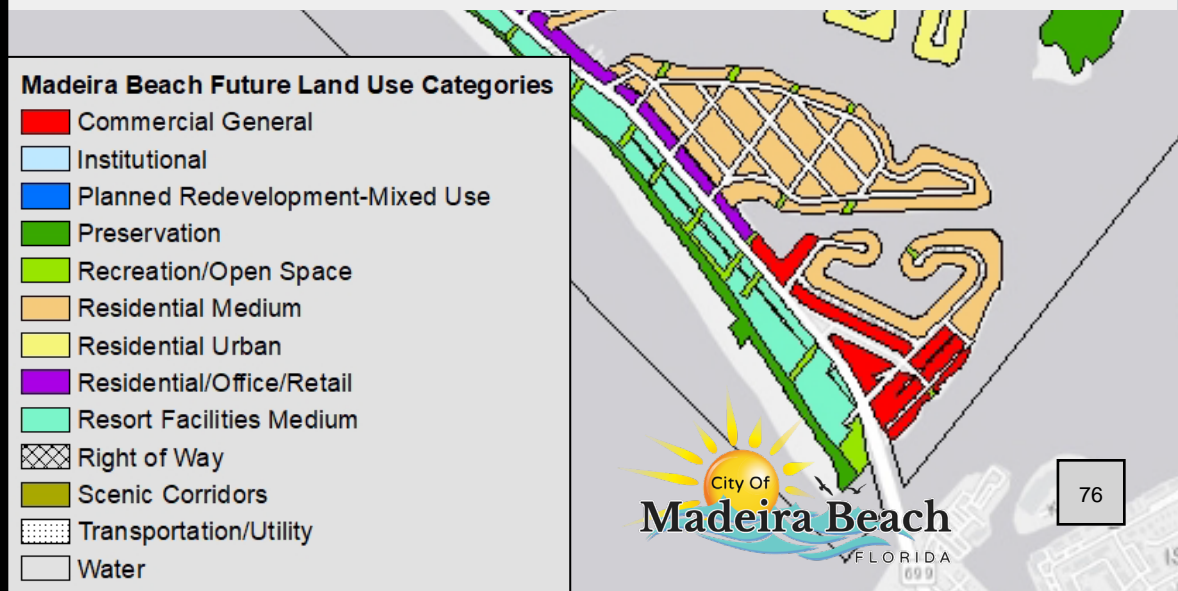 Madeira Beach Future Land Use Categories
Commercial General
Institutional
Planned Redevelopment-Mixed Use
Preservation
Recreation/Open Space
Residential Medium
Residential Urban
Residential/Office/Retail
Resort Facilities Medium
Right of Way
Scenic Corridors
Transportation/Utility
Water
City Of
Madeira Beach
FLORIDA
699
76